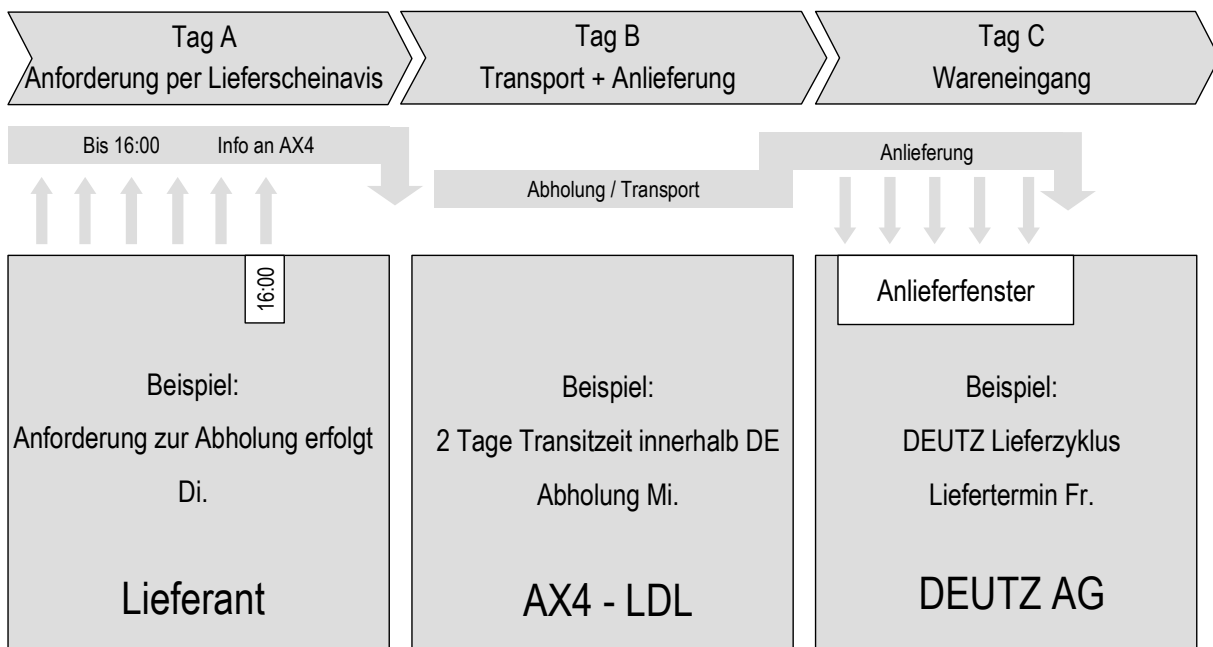 Tag A
Anforderung per Lieferscheinavis
Tag B
Transport + Anlieferung
Tag C
Wareneingang
Bis 16:00
Info an AX4
Abholung / Transport
Anlieferung
16:00
Anlieferfenster
Beispiel:
Anforderung zur Abholung erfolgt
Di.
Lieferant
Beispiel:
2 Tage Transitzeit innerhalb DE
Abholung Mi.
AX4 - LDL
Beispiel:
DEUTZ Lieferzyklus
Liefertermin Fr.
DEUTZ AG